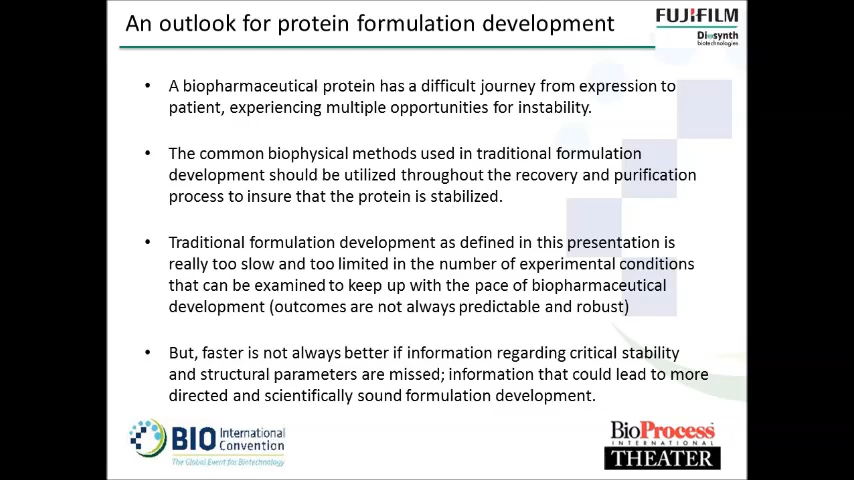 An outlook for protein formulation development
FUJIFILM
Diosynth
biotechnologies
• A biopharmaceutical protein has a difficult journey from expression to
patient, experiencing multiple opportunities for instability.
• The common biophysical methods used in traditional formulation
development should be utilized throughout the recovery and purification
process to insure that the protein is stabilized.
• Traditional formulation development as defined in this presentation is
really too slow and too limited in the number of experimental conditions
that can be examined to keep up with the pace of biopharmaceutical
development (outcomes are not always predictable and robust)
• But, faster is not always better if information regarding critical stability
and structural parameters are missed; information that could lead to more
directed and scientifically sound formulation development.
BIO International
Convention
The Global Event for Biotechnology
BioProcess
INTERNATIONAL
THEATER